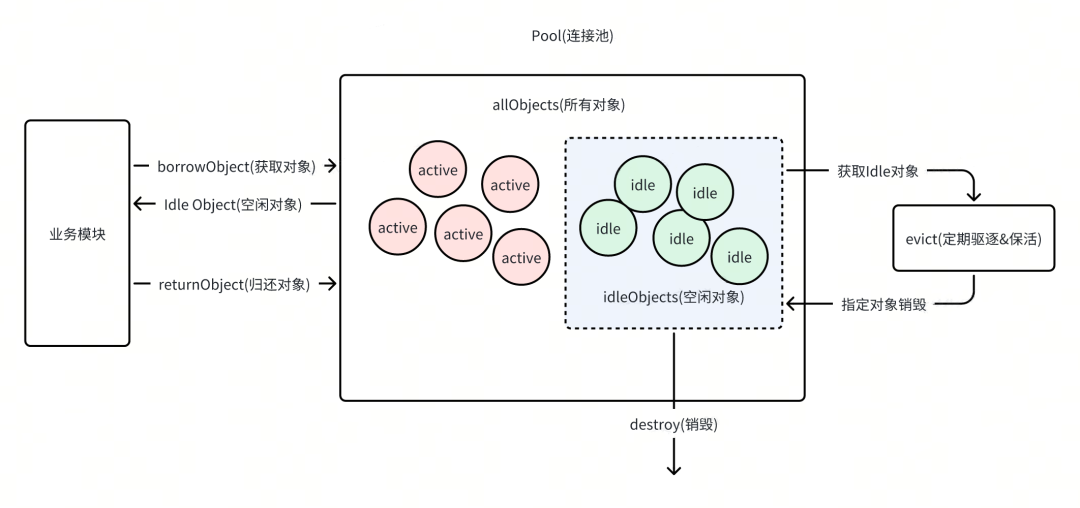 Pool(连接池)
allObjects(所有对象)
业务模块
borrowObject(获取对象)
Idle Object(空闲对象)
returnObject(归还对象)
active
active
active
active
active
idle
idle
idle
idle
idle
idleObjects(空闲对象)
获取Idle对象
evict(定期驱逐&保活)
指定对象销毁
destroy(销毁)